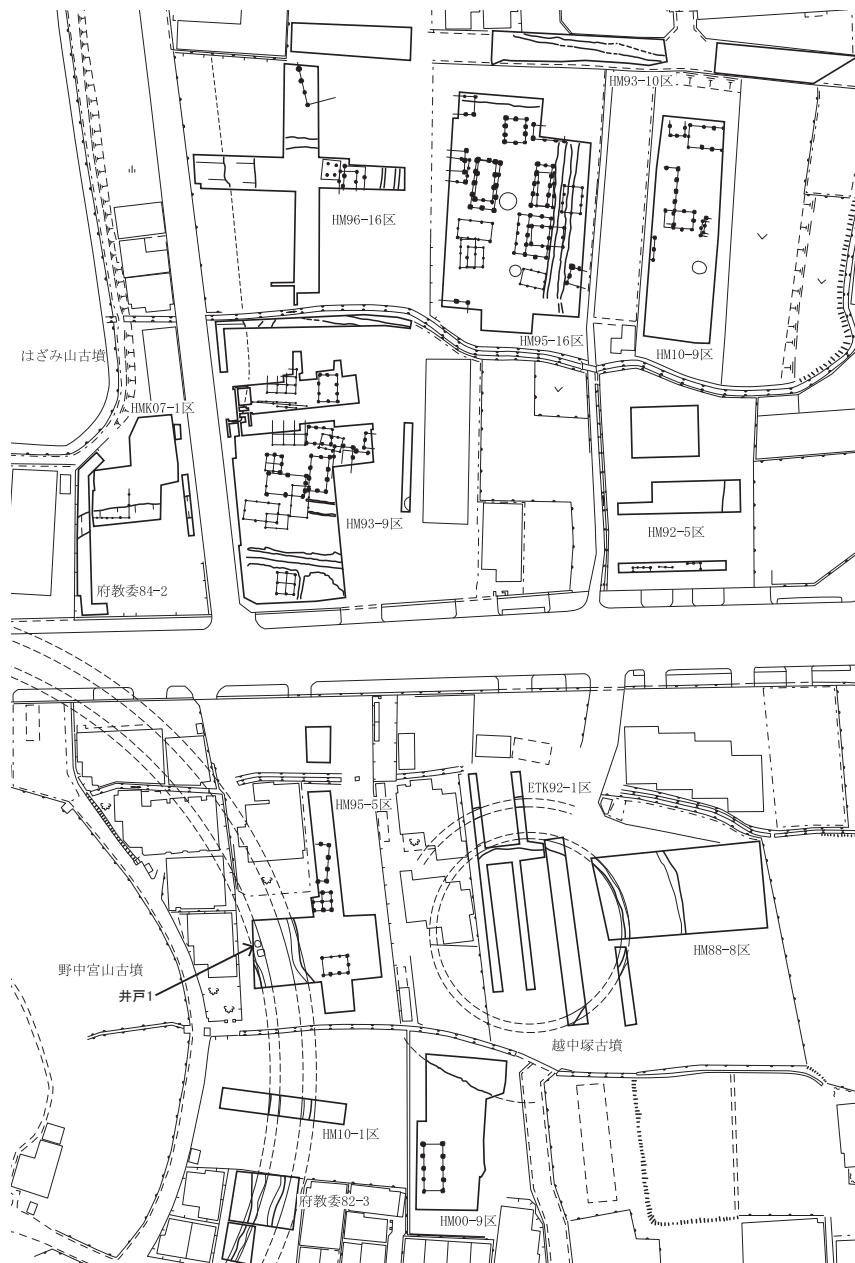 HM93-10区
HM96-16区
HM95-16区
HM10-9区
はざみ山古墳
HMK07-1区
HM93-9区
HM92-5区
府教委84-2
ETK92-1区
HM95-5区
HM88-8区
野中宮山古墳
井戸1
越中塚古墳
HM10-1区
府教委82-3
HM00-9区